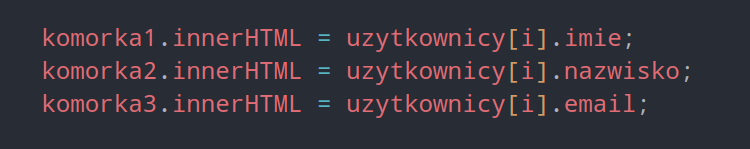 komorka1.innerHTML = uzytkownicy[i].imie;
komorka2.innerHTML = uzytkownicy[i].nazwisko;
komorka3.innerHTML = uzytkownicy[i].email;